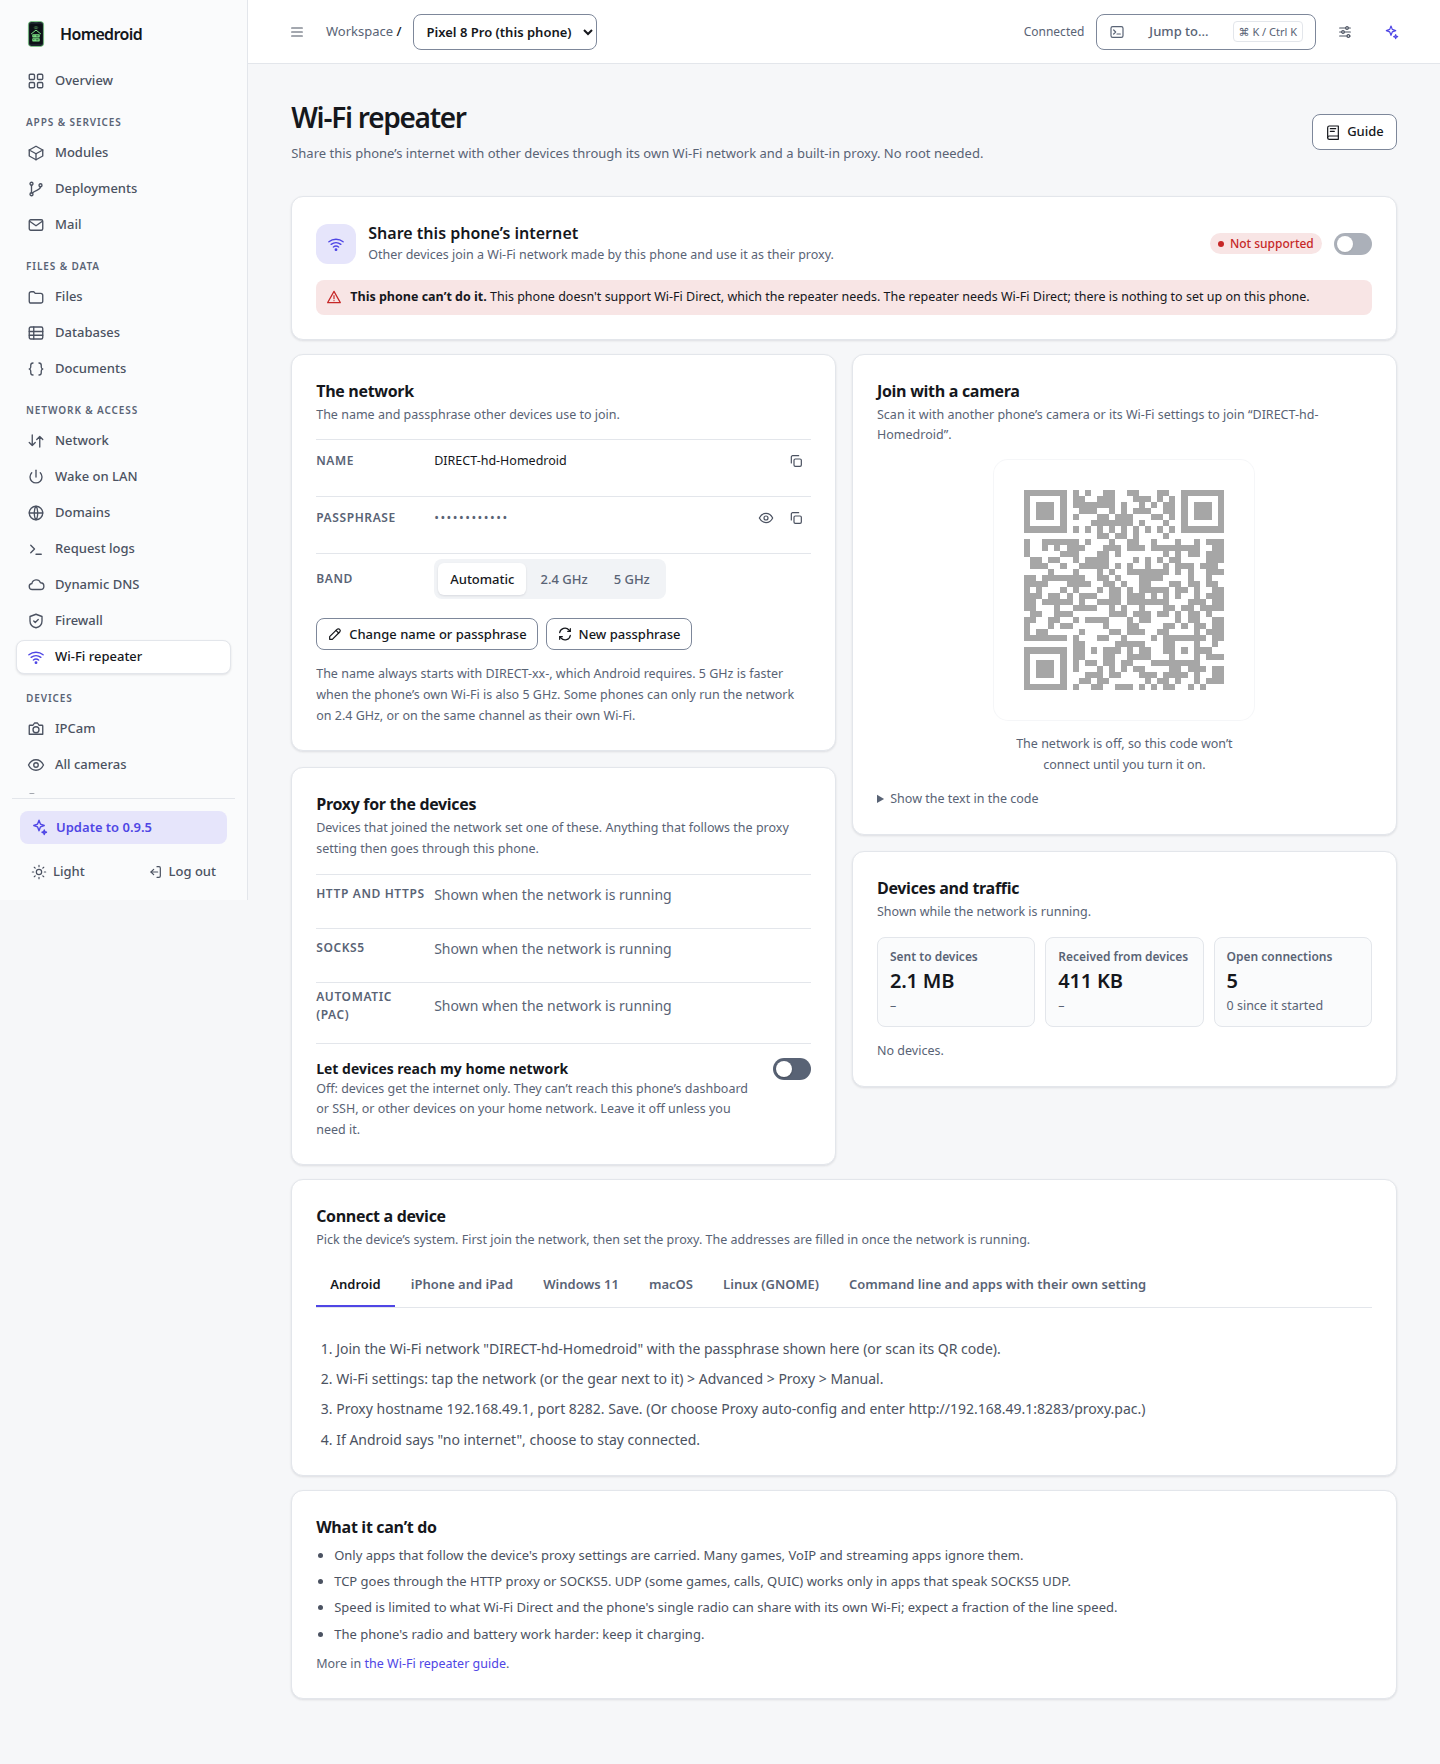 Homedroid
Workspace /
Pixel 8 Pro (this phone)
Connected
Jump to...
⌘ K / Ctrl K
Overview
APPS & SERVICES
Modules
Deployments
Mail
FILES & DATA
Files
Databases
Documents
NETWORK & ACCESS
Network
Wake on LAN
Domains
Request logs
Dynamic DNS
Firewall
Wi-Fi repeater
DEVICES
IPCam
All cameras
Update to 0.9.5
Light
Log out
Wi-Fi repeater
Share this phone’s internet with other devices through its own Wi-Fi network and a built-in proxy. No root needed.
Guide
Share this phone’s internet
Other devices join a Wi-Fi network made by this phone and use it as their proxy.
Not supported
This phone can’t do it. This phone doesn't support Wi-Fi Direct, which the repeater needs. The repeater needs Wi-Fi Direct; there is nothing to set up on this phone.
The network
The name and passphrase other devices use to join.
NAME
DIRECT-hd-Homedroid
PASSPHRASE
••••••••••••
BAND
Automatic
2.4 GHz
5 GHz
Change name or passphrase
New passphrase
The name always starts with DIRECT-xx-, which Android requires. 5 GHz is faster
when the phone’s own Wi-Fi is also 5 GHz. Some phones can only run the network
on 2.4 GHz, or on the same channel as their own Wi-Fi.
Join with a camera
Scan it with another phone’s camera or its Wi-Fi settings to join “DIRECT-hd-
Homedroid”.
The network is off, so this code won’t
connect until you turn it on.
Show the text in the code
Proxy for the devices
Devices that joined the network set one of these. Anything that follows the proxy
setting then goes through this phone.
HTTP AND HTTPS
Shown when the network is running
SOCKS5
Shown when the network is running
AUTOMATIC
(PAC)
Shown when the network is running
Let devices reach my home network
Off: devices get the internet only. They can’t reach this phone’s dashboard
or SSH, or other devices on your home network. Leave it off unless you
need it.
Devices and traffic
Shown while the network is running.
Sent to devices
2.1 MB
–
Received from devices
411 KB
–
Open connections
5
0 since it started
No devices.
Connect a device
Pick the device’s system. First join the network, then set the proxy. The addresses are filled in once the network is running.
Android
iPhone and iPad
Windows 11
macOS
Linux (GNOME)
Command line and apps with their own setting
1. Join the Wi-Fi network "DIRECT-hd-Homedroid" with the passphrase shown here (or scan its QR code).
2. Wi-Fi settings: tap the network (or the gear next to it) > Advanced > Proxy > Manual.
3. Proxy hostname 192.168.49.1, port 8282. Save. (Or choose Proxy auto-config and enter http://192.168.49.1:8283/proxy.pac.)
4. If Android says "no internet", choose to stay connected.
What it can’t do
• Only apps that follow the device's proxy settings are carried. Many games, VoIP and streaming apps ignore them.
• TCP goes through the HTTP proxy or SOCKS5. UDP (some games, calls, QUIC) works only in apps that speak SOCKS5 UDP.
• Speed is limited to what Wi-Fi Direct and the phone's single radio can share with its own Wi-Fi; expect a fraction of the line speed.
• The phone's radio and battery work harder: keep it charging.
More in the Wi-Fi repeater guide.